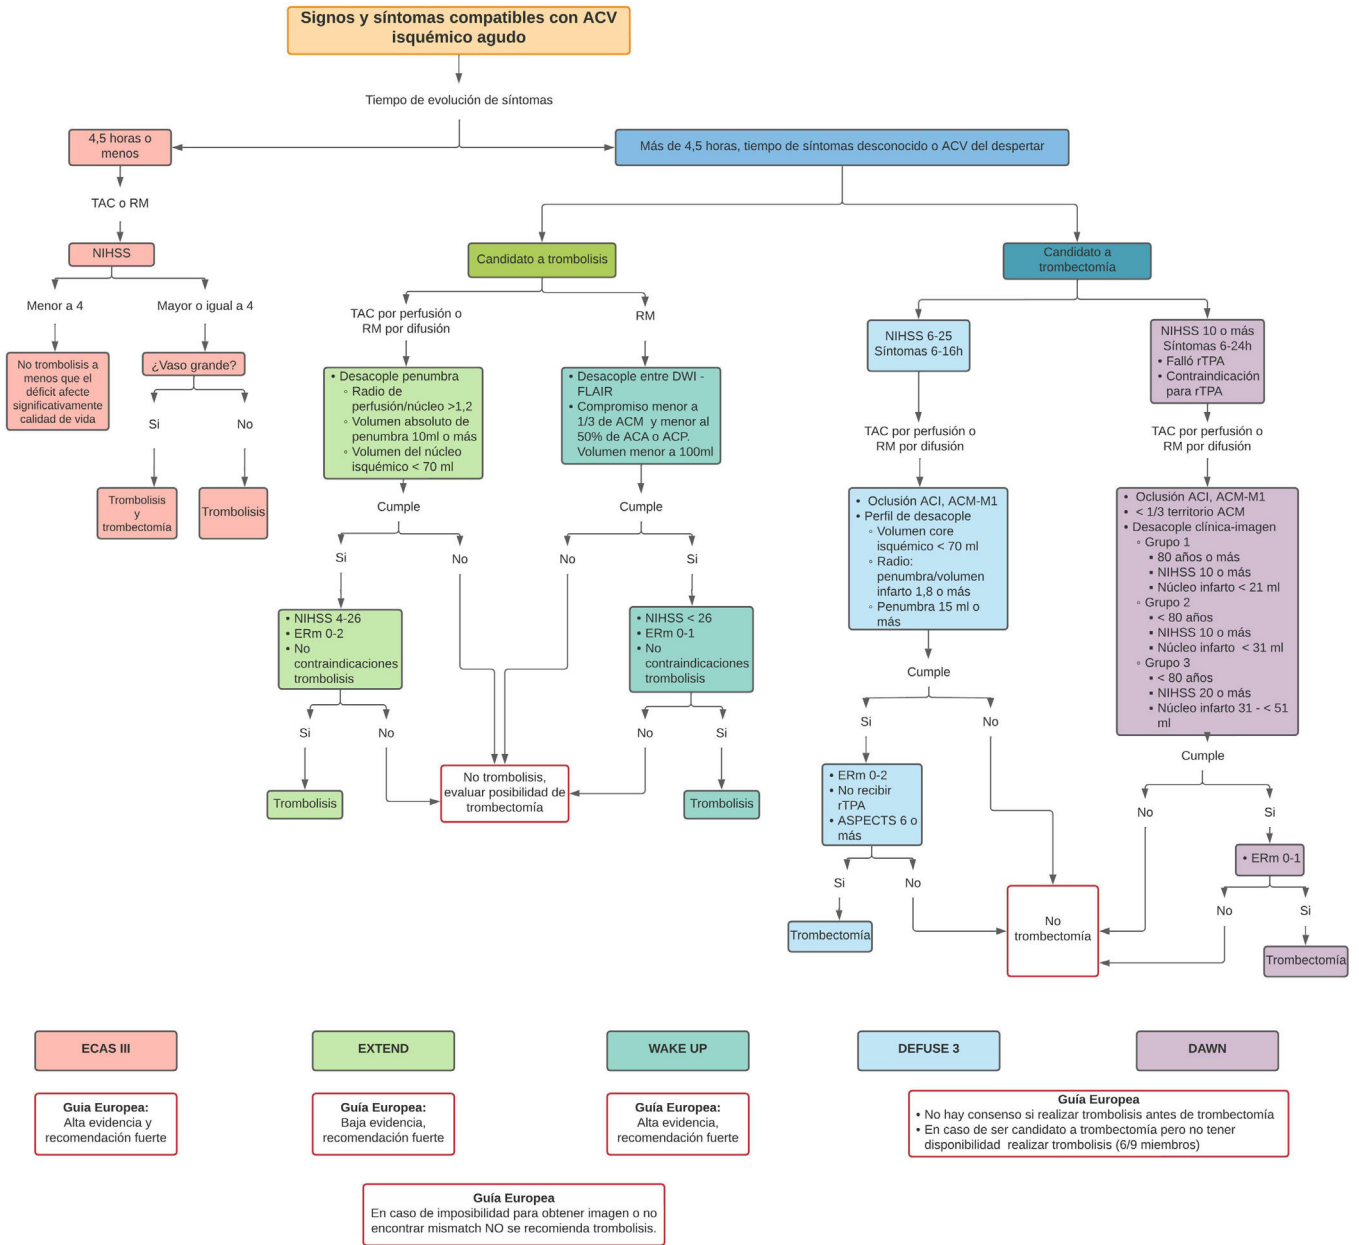 Signos y síntomas compatibles con ACV
isquémico agudo
Tiempo de evolución de síntomas
4,5 horas o
menos
Más de 4,5 horas, tiempo de síntomas desconocido o ACV del despertar
TAC o RM
NIHSS
Menor a 4
Mayor o igual a 4
No trombolisis a
menos que el
déficit afecte
significativamente
calidad de vida
¿Vaso grande?
Si
No
Trombolisis
y
trombectomía
Trombolisis
Candidato a trombolisis
TAC por perfusión o
RM por difusión
RM
• Desacople penumbra
◦ Radio de
perfusión/núcleo >1,2
◦ Volumen absoluto de
penumbra 10ml o más
◦ Volumen del núcleo
isquémico < 70 ml
• Desacople entre DWI -
FLAIR
• Compromiso menor a
1/3 de ACM y menor al
50% de ACA o ACP.
Volumen menor a 100ml
Cumple
Cumple
Si
No
No
Si
• NIHSS 4-26
• ERm 0-2
• No
contraindicaciones
trombolisis
• NIHSS < 26
• ERm 0-1
• No
contraindicaciones
trombolisis
Si
No
No
Si
Trombolisis
No trombolisis,
evaluar posibilidad de
trombectomía
Trombolisis
Candidato a
trombectomía
NIHSS 6-25
Síntomas 6-16h
NIHSS 10 o más
Síntomas 6-24h
• Falló rTPA
• Contraindicación
para rTPA
TAC por perfusión o
RM por difusión
TAC por perfusión o
RM por difusión
• Oclusión ACI, ACM-M1
• Perfil de desacople
◦ Volumen core
isquémico < 70 ml
◦ Radio:
penumbra/volumen
infarto 1,8 o más
◦ Penumbra 15 ml o
más
• Oclusión ACI, ACM-M1
• < 1/3 territorio ACM
• Desacople clínica-imagen
◦ Grupo 1
▪ 80 años o más
▪ NIHSS 10 o más
▪ Núcleo infarto < 21 ml
◦ Grupo 2
▪ < 80 años
▪ NIHSS 10 o más
▪ Núcleo infarto < 31 ml
◦ Grupo 3
▪ < 80 años
▪ NIHSS 20 o más
▪ Núcleo infarto 31 - < 51
ml
Cumple
Cumple
Si
No
No
Si
• ERm 0-2
• No recibir
rTPA
• ASPECTS 6 o
más
• ERm 0-1
Si
No
No
Si
Trombectomía
No
trombectomía
Trombectomía
ECAS III
EXTEND
WAKE UP
DEFUSE 3
DAWN
Guia Europea:
Alta evidencia y
recomendación fuerte
Guía Europea:
Baja evidencia,
recomendación fuerte
Guía Europea:
Alta evidencia,
recomendación fuerte
Guía Europea
• No hay consenso si realizar trombolisis antes de trombectomía
• En caso de ser candidato a trombectomía pero no tener
disponibilidad realizar trombolisis (6/9 miembros)
Guía Europea
En caso de imposibilidad para obtener imagen o no
encontrar mismatch NO se recomienda trombolisis.